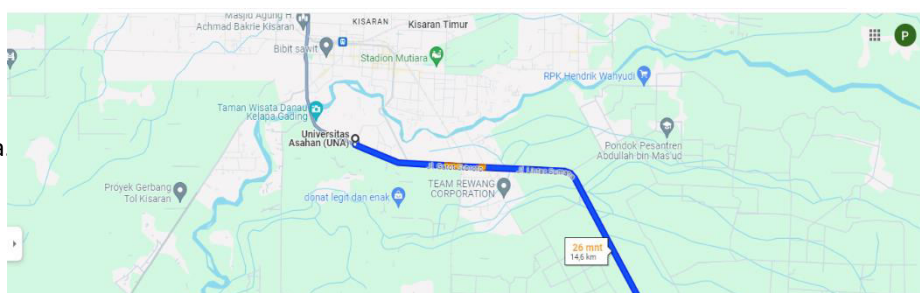 Masjid Agung H.
Achmad Bakrie Kisaran
KISARAN
Kisaran Timur
Bibit sawit
Stadion Mutiara
P
RPK Hendrik Wahyudi
Taman Wisata Danau
Kelapa Gading
Universitas
Asahan (UNA)
a.
Pondok Pesantren
Abdullah bin Mas'ud
Proyek Gerbang
Tol Kisaran
donat legit dan enak
TEAM REWANG
CORPORATION
26 mnt
14,6 km